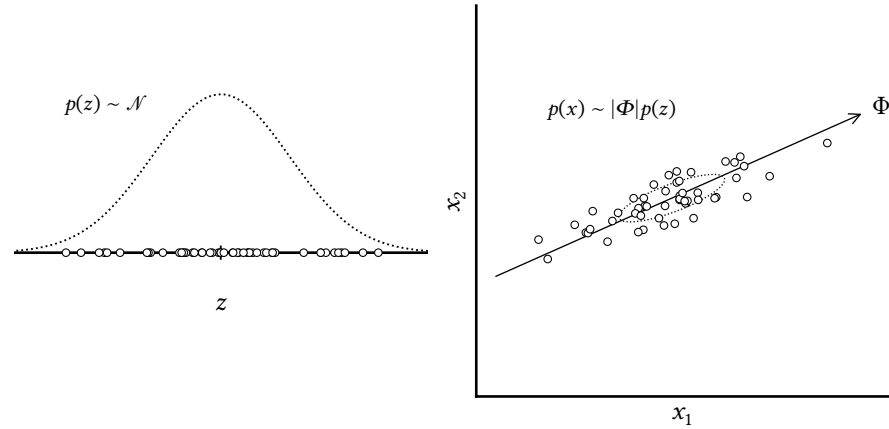 p(z) ~ 𝒩
z
p(x) ~ |Φ|p(z)
Φ
x₂
x₁